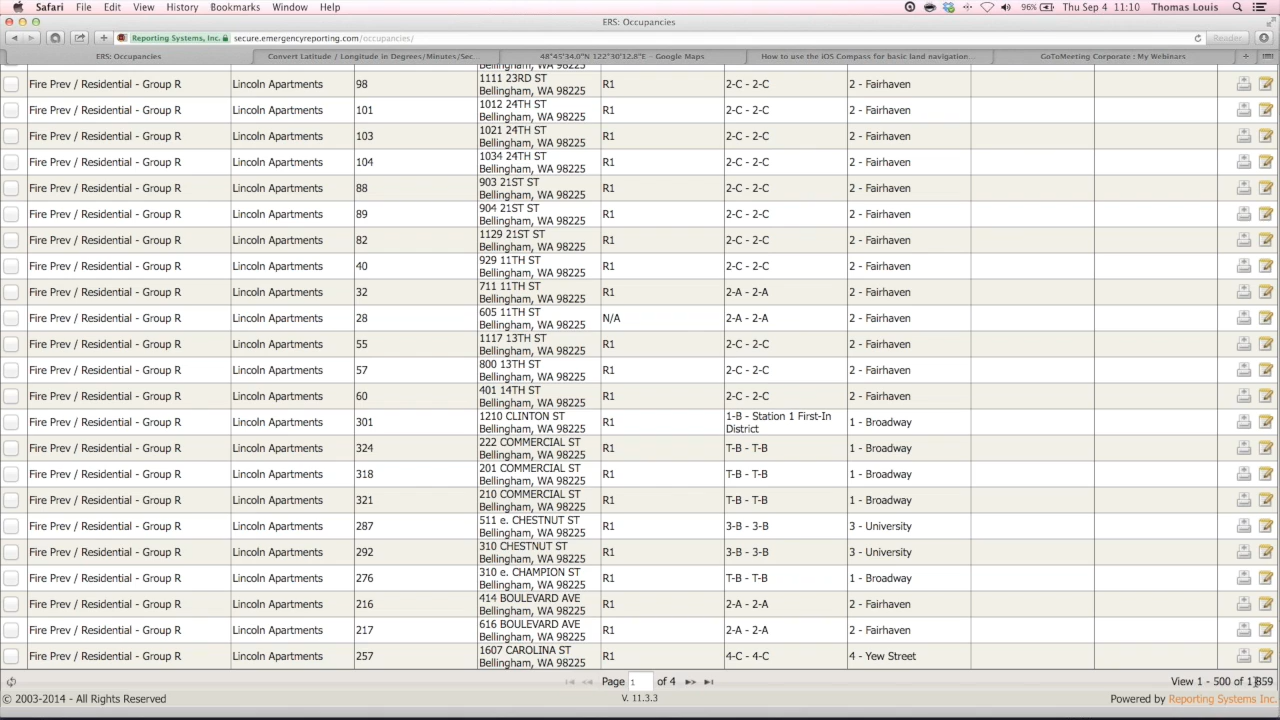 Safari File Edit View History Bookmarks Window Help 96% Thu Sep 4 11:10 Thomas Louis
ERS: Occupancies
Reporting Systems, Inc. secure.emergencyreporting.com/occupancies/ Reader
ERS: Occupancies Convert Latitude / Longitude in Degrees/Minutes/Sec... 48°45'34.0"N 122°30'12.8"E - Google Maps How to use the iOS Compass for basic land navigation... GoToMeeting Corporate : My Webinars
Bellingham, WA 98225
Fire Prev / Residential - Group R Lincoln Apartments 98 1111 23RD ST R1 2-C - 2-C 2 - Fairhaven
Bellingham, WA 98225
Fire Prev / Residential - Group R Lincoln Apartments 101 1012 24TH ST R1 2-C - 2-C 2 - Fairhaven
Bellingham, WA 98225
Fire Prev / Residential - Group R Lincoln Apartments 103 1021 24TH ST R1 2-C - 2-C 2 - Fairhaven
Bellingham, WA 98225
Fire Prev / Residential - Group R Lincoln Apartments 104 1034 24TH ST R1 2-C - 2-C 2 - Fairhaven
Bellingham, WA 98225
Fire Prev / Residential - Group R Lincoln Apartments 88 903 21ST ST R1 2-C - 2-C 2 - Fairhaven
Bellingham, WA 98225
Fire Prev / Residential - Group R Lincoln Apartments 89 904 21ST ST R1 2-C - 2-C 2 - Fairhaven
Bellingham, WA 98225
Fire Prev / Residential - Group R Lincoln Apartments 82 1129 21ST ST R1 2-C - 2-C 2 - Fairhaven
Bellingham, WA 98225
Fire Prev / Residential - Group R Lincoln Apartments 40 929 11TH ST R1 2-C - 2-C 2 - Fairhaven
Bellingham, WA 98225
Fire Prev / Residential - Group R Lincoln Apartments 32 711 11TH ST R1 2-A - 2-A 2 - Fairhaven
Bellingham, WA 98225
Fire Prev / Residential - Group R Lincoln Apartments 28 605 11TH ST N/A 2-A - 2-A 2 - Fairhaven
Bellingham, WA 98225
Fire Prev / Residential - Group R Lincoln Apartments 55 1117 13TH ST R1 2-C - 2-C 2 - Fairhaven
Bellingham, WA 98225
Fire Prev / Residential - Group R Lincoln Apartments 57 800 13TH ST R1 2-C - 2-C 2 - Fairhaven
Bellingham, WA 98225
Fire Prev / Residential - Group R Lincoln Apartments 60 401 14TH ST R1 2-C - 2-C 2 - Fairhaven
Bellingham, WA 98225
Fire Prev / Residential - Group R Lincoln Apartments 301 1210 CLINTON ST R1 1-B - Station 1 First-In 1 - Broadway
Bellingham, WA 98225 District
Fire Prev / Residential - Group R Lincoln Apartments 324 222 COMMERCIAL ST R1 T-B - T-B 1 - Broadway
Bellingham, WA 98225
Fire Prev / Residential - Group R Lincoln Apartments 318 201 COMMERCIAL ST R1 T-B - T-B 1 - Broadway
Bellingham, WA 98225
Fire Prev / Residential - Group R Lincoln Apartments 321 210 COMMERCIAL ST R1 T-B - T-B 1 - Broadway
Bellingham, WA 98225
Fire Prev / Residential - Group R Lincoln Apartments 287 511 e. CHESTNUT ST R1 3-B - 3-B 3 - University
Bellingham, WA 98225
Fire Prev / Residential - Group R Lincoln Apartments 292 310 CHESTNUT ST R1 3-B - 3-B 3 - University
Bellingham, WA 98225
Fire Prev / Residential - Group R Lincoln Apartments 276 310 e. CHAMPION ST R1 T-B - T-B 1 - Broadway
Bellingham, WA 98225
Fire Prev / Residential - Group R Lincoln Apartments 216 414 BOULEVARD AVE R1 2-A - 2-A 2 - Fairhaven
Bellingham, WA 98225
Fire Prev / Residential - Group R Lincoln Apartments 217 616 BOULEVARD AVE R1 2-A - 2-A 2 - Fairhaven
Bellingham, WA 98225
Fire Prev / Residential - Group R Lincoln Apartments 257 1607 CAROLINA ST R1 4-C - 4-C 4 - Yew Street
Bellingham, WA 98225
Page 1 of 4 View 1 - 500 of 1 859
© 2003-2014 - All Rights Reserved V. 11.3.3 Powered by Reporting Systems Inc.